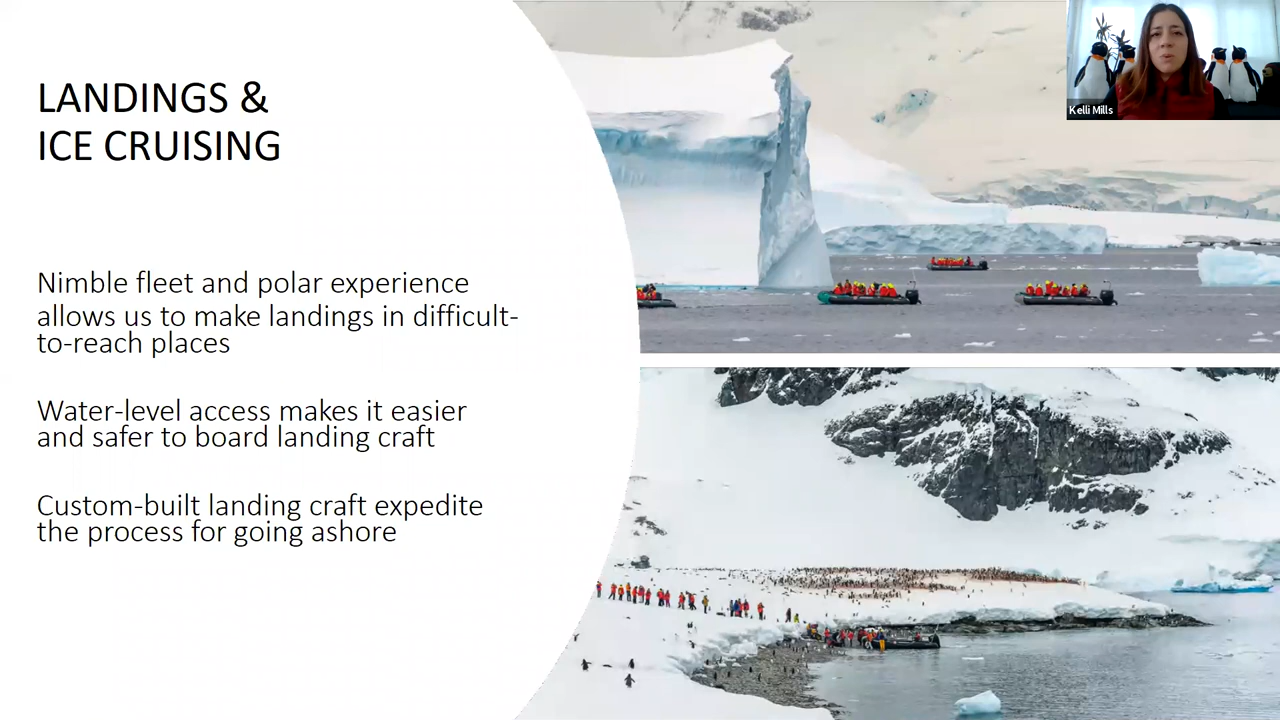 LANDINGS &
ICE CRUISING
Nimble fleet and polar experience
allows us to make landings in difficult-
to-reach places
Water-level access makes it easier
and safer to board landing craft
Custom-built landing craft expedite
the process for going ashore
Kelli Mills